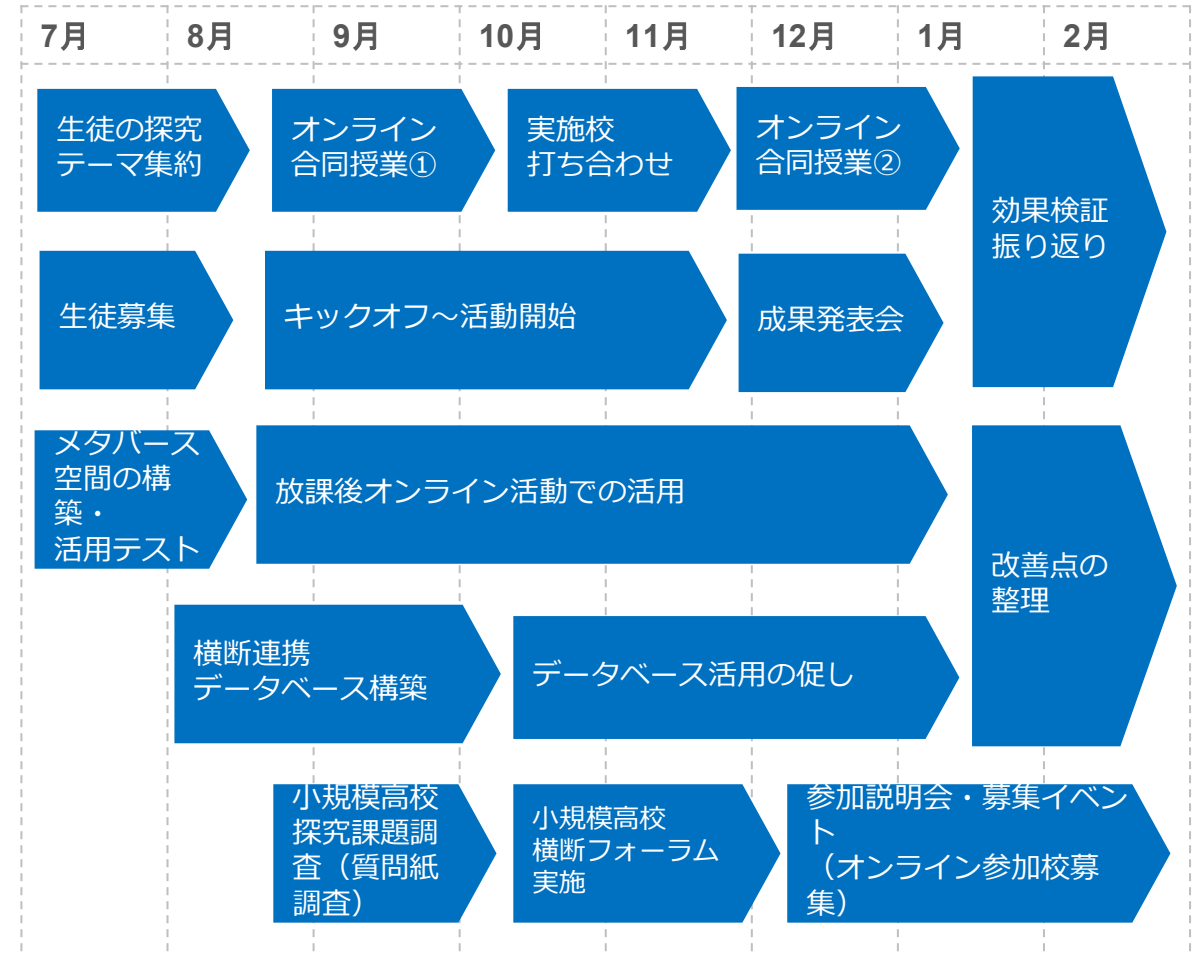 7月 8月 9月 10月 11月 12月 1月 2月
生徒の探究
テーマ集約
オンライン
合同授業①
実施校
打ち合わせ
オンライン
合同授業②
効果検証
振り返り
生徒募集
キックオフ～活動開始
成果発表会
メタバース
空間の構
築・
活用テスト
放課後オンライン活動での活用
改善点の
整理
横断連携
データベース構築
データベース活用の促し
小規模高校
探究課題調
査（質問紙
調査）
小規模高校
横断フォーラム
実施
参加説明会・募集イベン
ト
（オンライン参加校募
集）